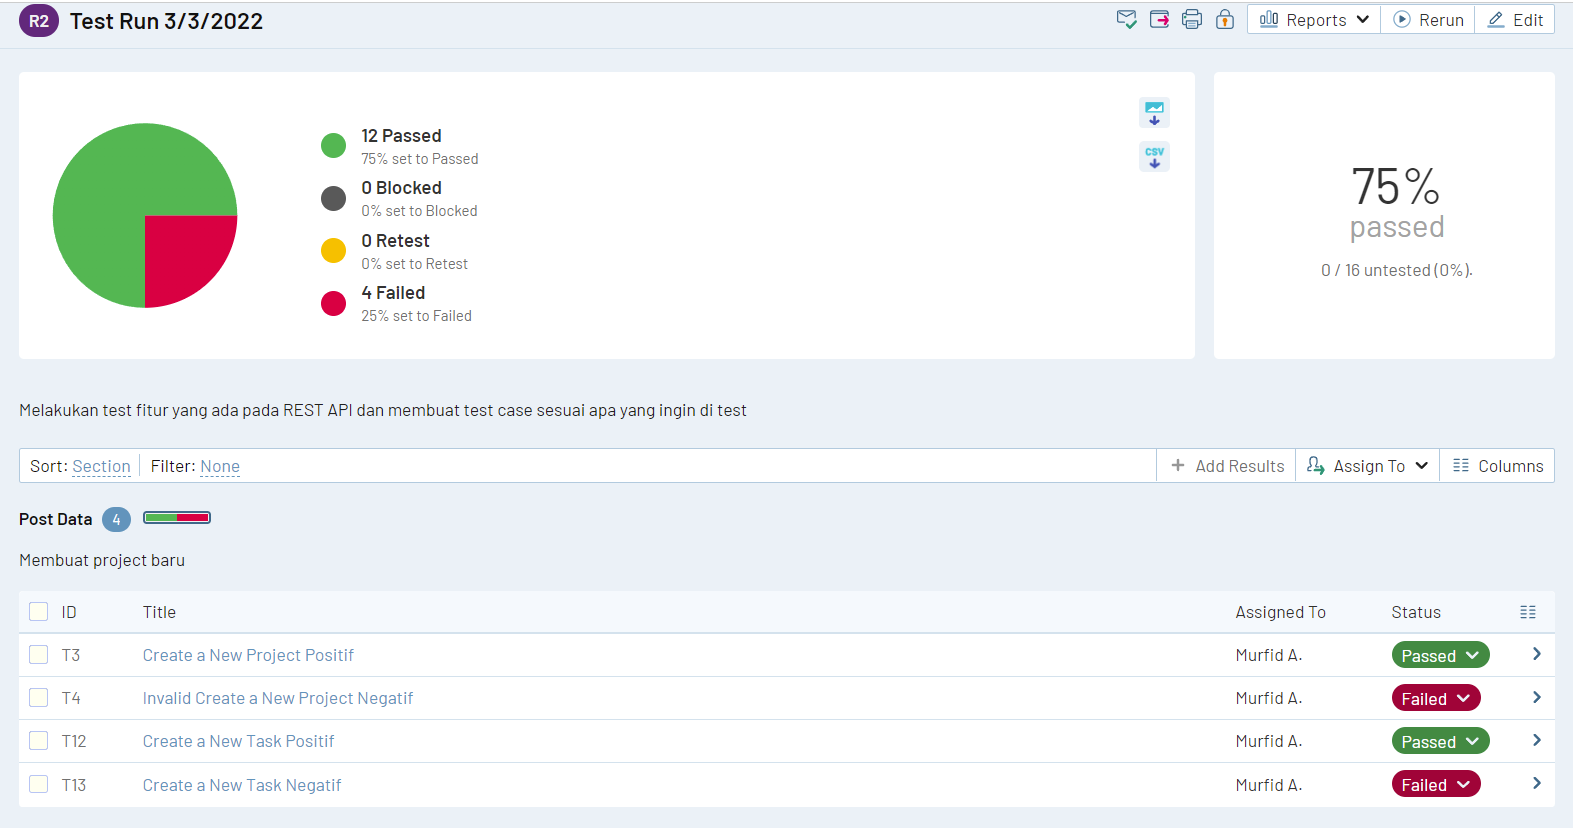 R2 Test Run 3/3/2022
Reports Rerun Edit
12 Passed
75% set to Passed
0 Blocked
0% set to Blocked
0 Retest
0% set to Retest
4 Failed
25% set to Failed
CSV
75%
passed
0 / 16 untested (0%).
Melakukan test fitur yang ada pada REST API dan membuat test case sesuai apa yang ingin di test
Sort: Section Filter: None + Add Results Assign To Columns
Post Data 4
Membuat project baru
ID Title Assigned To Status
T3 Create a New Project Positif Murfid A. Passed
T4 Invalid Create a New Project Negatif Murfid A. Failed
T12 Create a New Task Positif Murfid A. Passed
T13 Create a New Task Negatif Murfid A. Failed